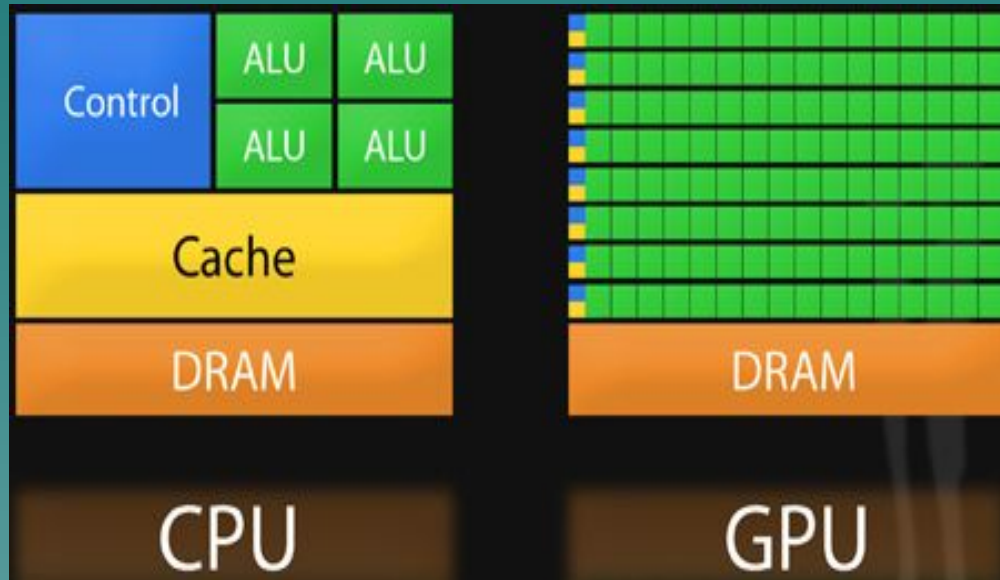 Control
ALU ALU
ALU ALU
Cache
DRAM
DRAM
CPU
GPU